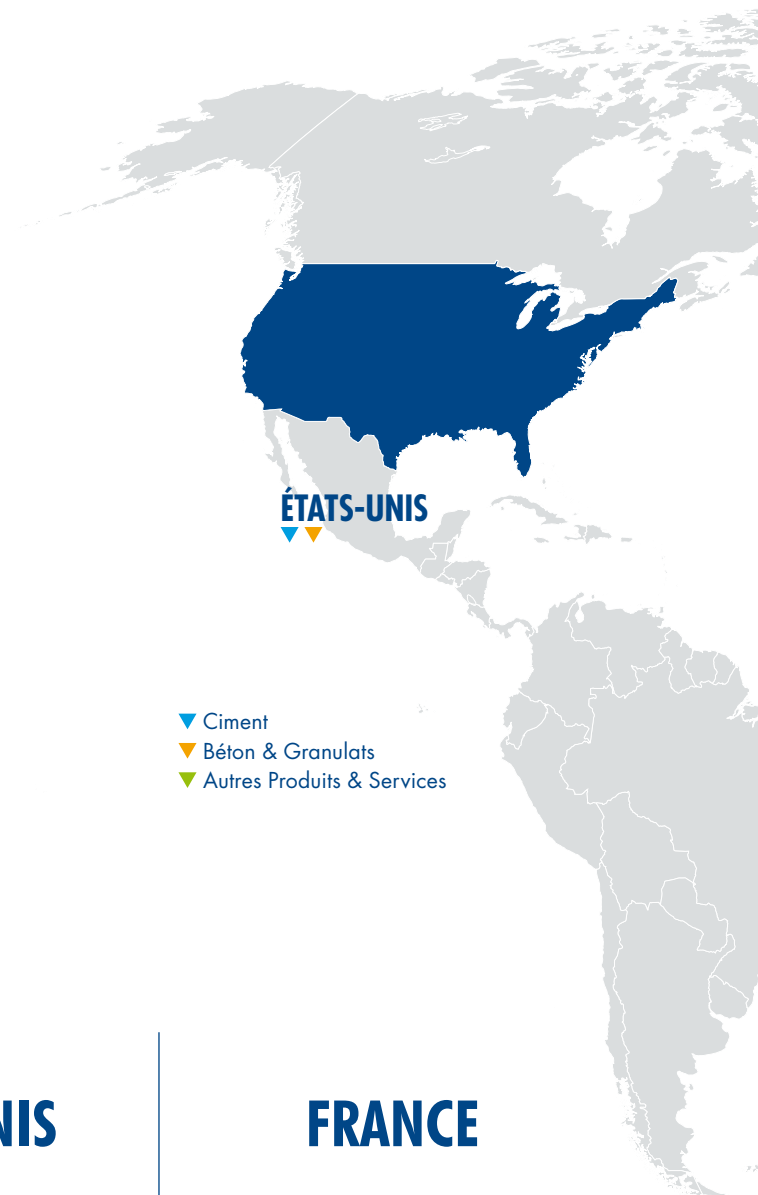 ÉTATS-UNIS
Ciment
Béton & Granulats
Autres Produits & Services
NIS
FRANCE